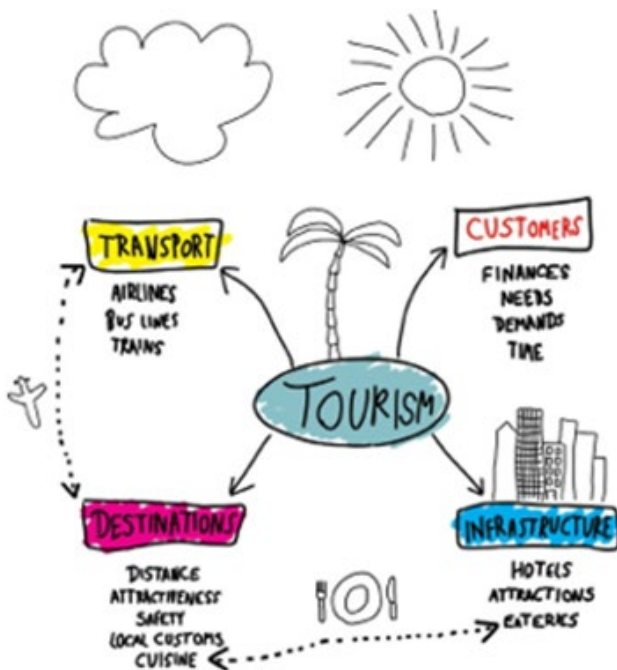 TRANSPORT
AIRLINES
BUS LINES
TRAINS
CUSTOMERS
FINANCES
NEEDS
DEMANDS
TIME
TOURISM
DESTINATIONS
DISTANCE
ATTRACTIVENESS
SAFETY
LOCAL CUSTOMS
CUISINE
INFRASTRUCTURE
HOTELS
ATTRACTIONS
EATERIES